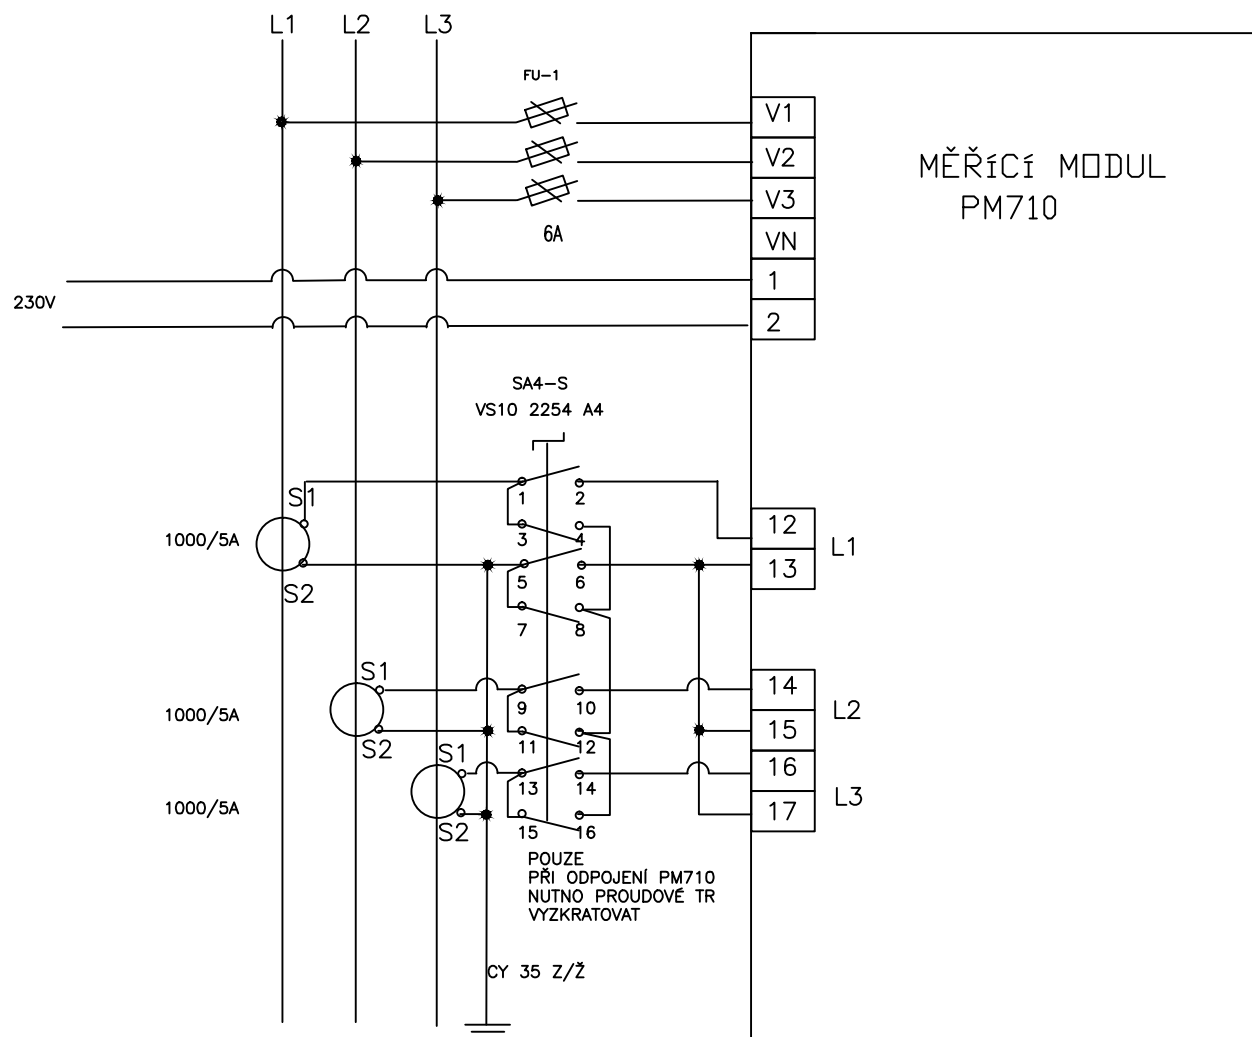 L1 L2 L3
FU-1
V1
V2
V3
VN
1
2
6A
MĚŘíCí MODUL
PM710
230V
SA4-S
VS10 2254 A4
S1
1000/5A
S2
1 2
3 4
5 6
7 8
12
13
L1
S1
1000/5A
S2
9 10
11 12
14
15
L2
S1
1000/5A
S2
13 14
15 16
16
17
L3
POUZE
PŘI ODPOJENÍ PM710
NUTNO PROUDOVÉ TR
VYZKRATOVAT
CY 35 Z/Ž